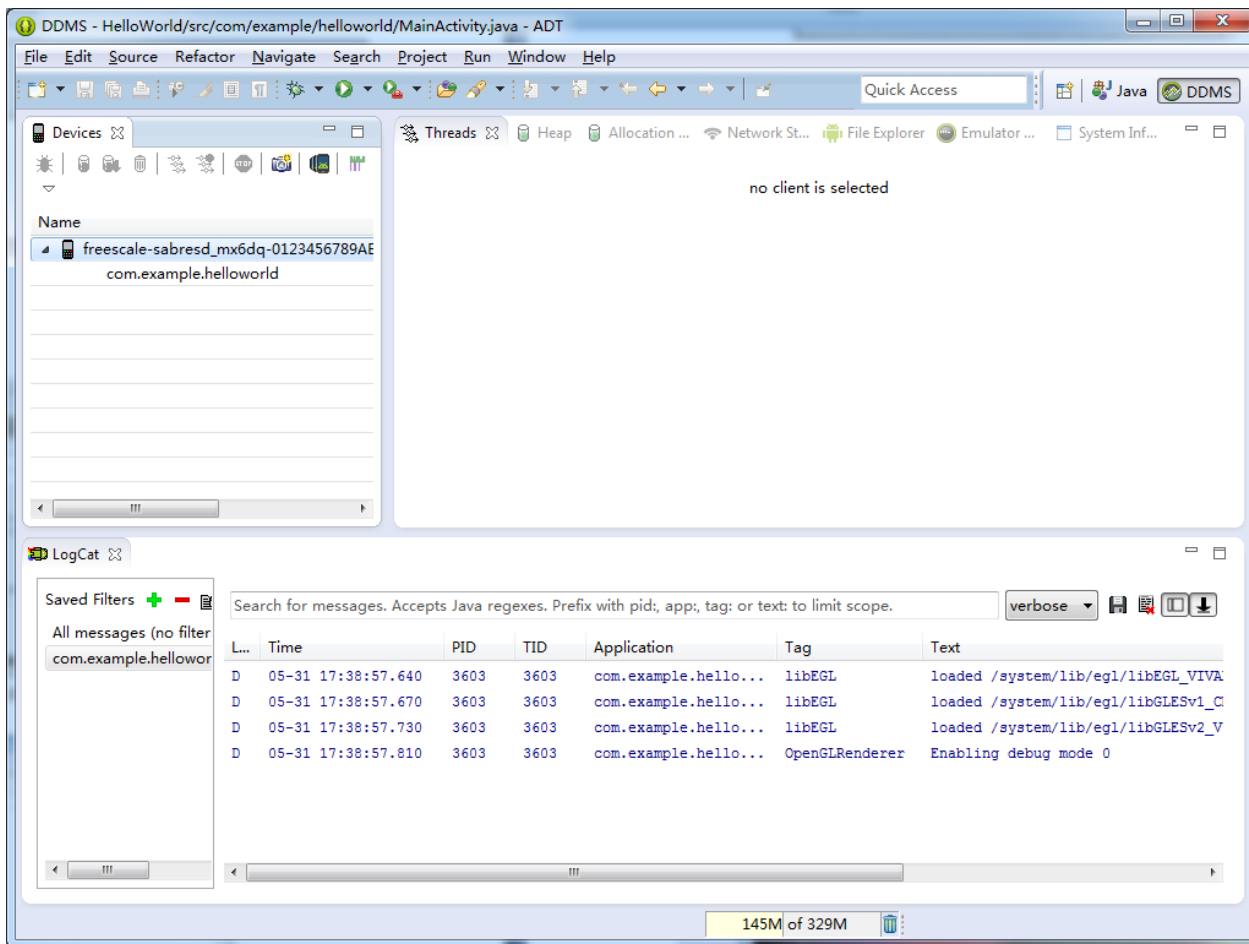 DDMS - HelloWorld/src/com/example/helloworld/MainActivity.java - ADT
File Edit Source Refactor Navigate Search Project Run Window Help
Quick Access Java DDMS
Devices
Threads Heap Allocation ... Network St... File Explorer Emulator ... System Inf...
no client is selected
Name
freescale-sabresd_mx6dq-0123456789AB
com.example.helloworld
LogCat
Saved Filters
All messages (no filter
com.example.hellowor
Search for messages. Accepts Java regexes. Prefix with pid:, app:, tag: or text: to limit scope.
verbose
L... Time PID TID Application Tag Text
D 05-31 17:38:57.640 3603 3603 com.example.hello... libEGL loaded /system/lib/egl/libEGL_VIVA
D 05-31 17:38:57.670 3603 3603 com.example.hello... libEGL loaded /system/lib/egl/libGLESv1_C
D 05-31 17:38:57.730 3603 3603 com.example.hello... libEGL loaded /system/lib/egl/libGLESv2_V
D 05-31 17:38:57.810 3603 3603 com.example.hello... OpenGLRenderer Enabling debug mode 0
145M of 329M